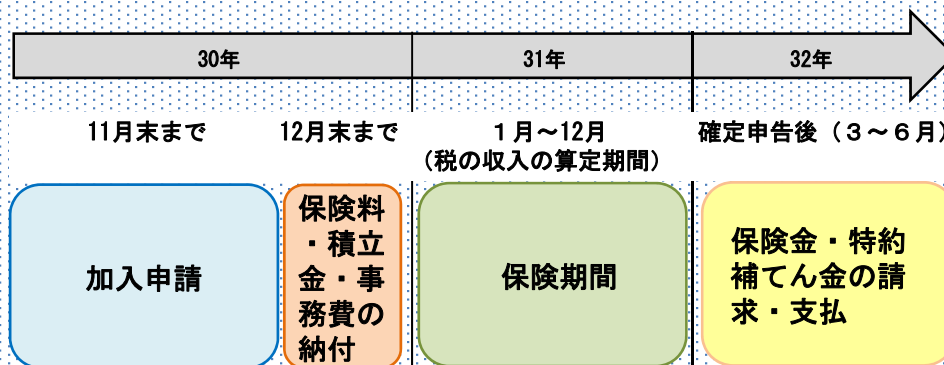 30年
31年
32年
11月末まで
12月末まで
１月～12月
（税の収入の算定期間）
確定申告後（３～６月）
加入申請
保険料
・積立
金・事
務費の
納付
保険期間
保険金・特約
補てん金の請
求・支払